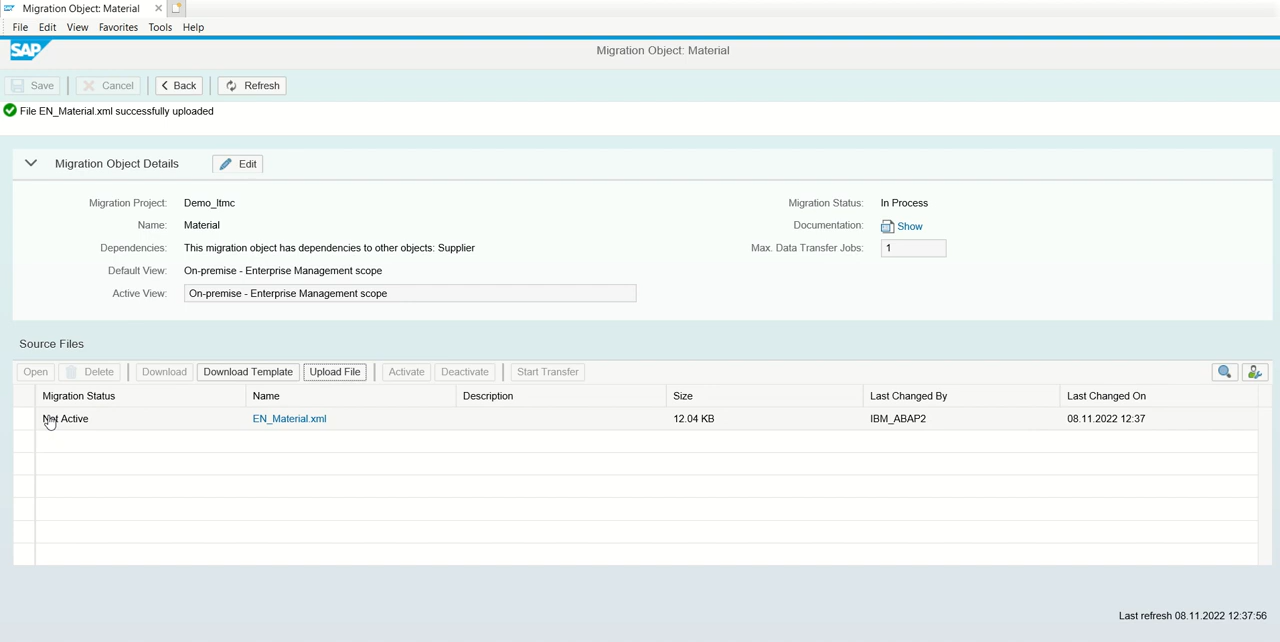 Migration Object: Material
File Edit View Favorites Tools Help
SAP Migration Object: Material
Save Cancel Back Refresh
File EN_Material.xml successfully uploaded
Migration Object Details Edit
Migration Project: Demo_ltmc Migration Status: In Process
Name: Material Documentation: Show
Dependencies: This migration object has dependencies to other objects: Supplier Max. Data Transfer Jobs: 1
Default View: On-premise - Enterprise Management scope
Active View: On-premise - Enterprise Management scope
Source Files
Open Delete Download Download Template Upload File Activate Deactivate Start Transfer
Migration Status Name Description Size Last Changed By Last Changed On
Not Active EN_Material.xml 12.04 KB IBM_ABAP2 08.11.2022 12:37
Last refresh 08.11.2022 12:37:56